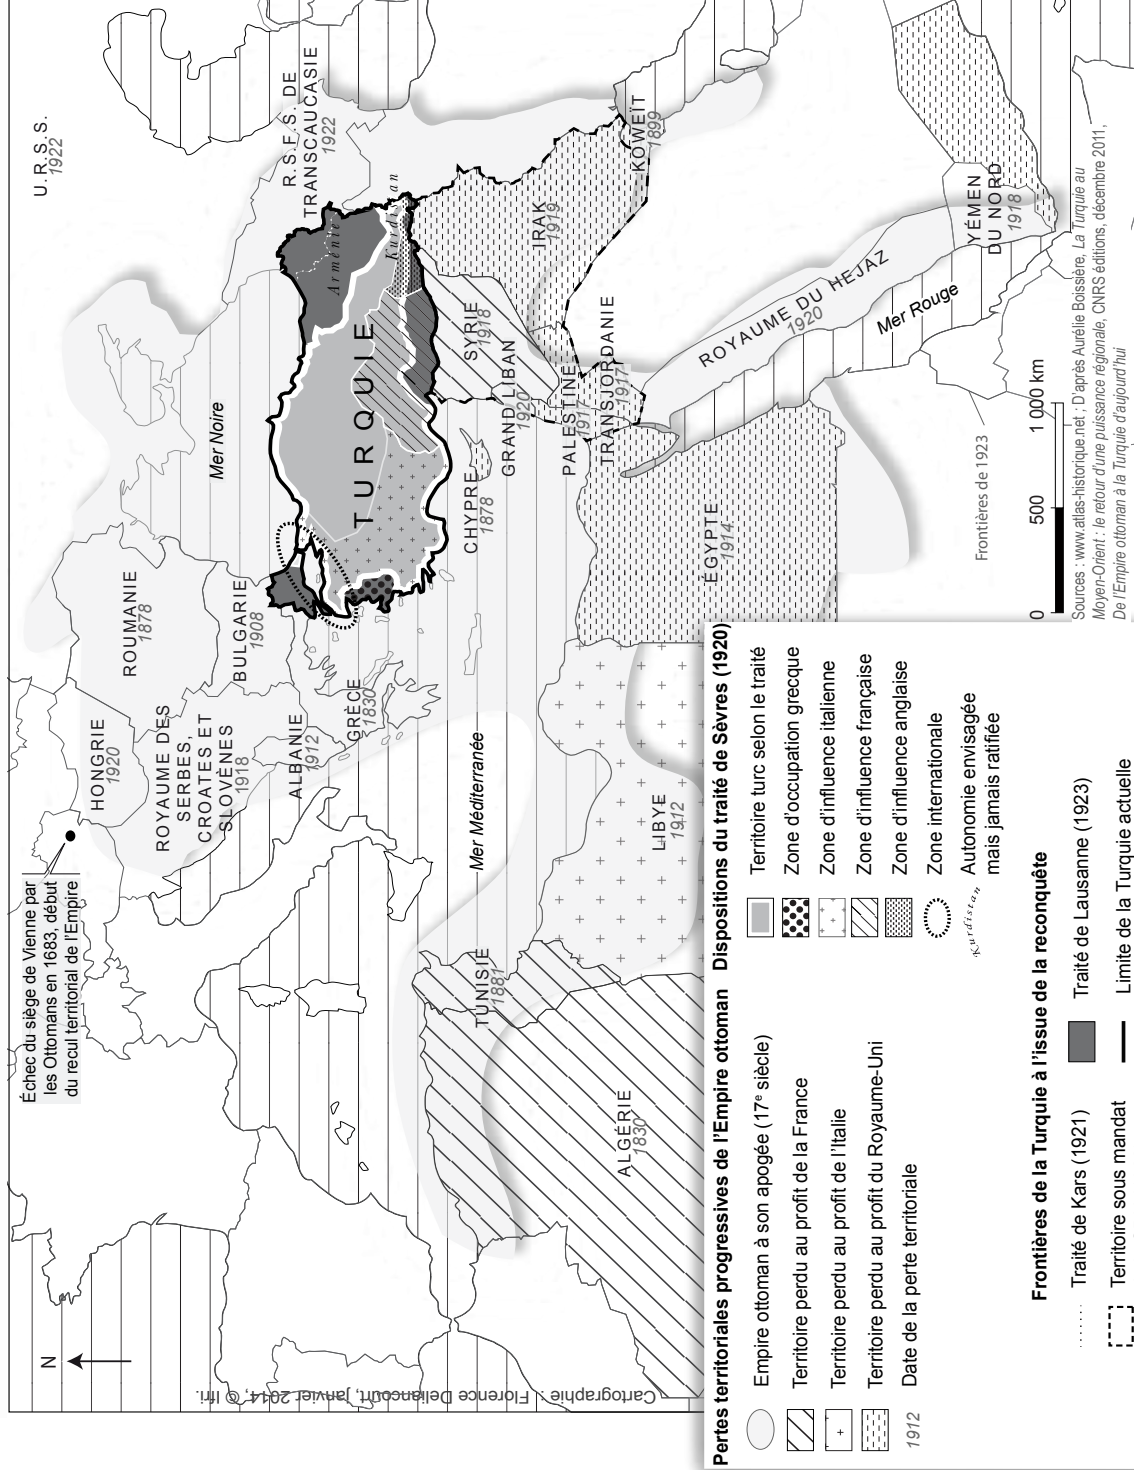 U.R.S.S.
1922
R.S.F.S. DE
TRANSCAUCASIE
1922
Échec du siège de Vienne par
les Ottomans en 1683, début
du recul territorial de l'Empire
HONGRIE
1920
ROUMANIE
1878
ROYAUME DES
SERBES,
CROATES ET
SLOVÈNES
1918
BULGARIE
1908
ALBANIE
1912
GRÈCE
1830
Mer Noire
TURQUIE
Arménie
Kurdistan
CHYPRE
1878
SYRIE
1918
GRAND LIBAN
1920
PALESTINE
1917
TRANSJORDANIE
1917
IRAK
1919
KOWEÏT
1899
Mer Méditerranée
TUNISIE
1881
ALGÉRIE
1830
LIBYE
1912
ÉGYPTE
1914
ROYAUME DU HEJAZ
1920
Mer Rouge
YÉMEN
DU NORD
1918
Frontières de 1923
N
0 500 1 000 km
Cartographie : Florence Deliancourt, janvier 2014, © Ifri.
Sources : www.atlas-historique.net ; D'après Aurélie Boissière, La Turquie au
Moyen-Orient : le retour d'une puissance régionale, CNRS éditions, décembre 2011,
De l'Empire ottoman à la Turquie d'aujourd'hui
Pertes territoriales progressives de l'Empire ottoman
Empire ottoman à son apogée (17e siècle)
Territoire perdu au profit de la France
Territoire perdu au profit de l'Italie
Territoire perdu au profit du Royaume-Uni
1912 Date de la perte territoriale
Dispositions du traité de Sèvres (1920)
Territoire turc selon le traité
Zone d'occupation grecque
Zone d'influence italienne
Zone d'influence française
Zone d'influence anglaise
Zone internationale
Kurdistan Autonomie envisagée
mais jamais ratifiée
Frontières de la Turquie à l'issue de la reconquête
Traité de Kars (1921)
Traité de Lausanne (1923)
Territoire sous mandat
Limite de la Turquie actuelle